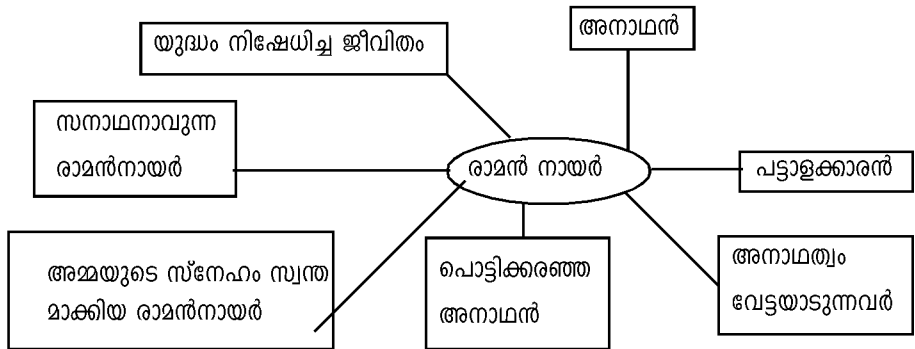 യുദ്ധം നിഷേധിച്ച ജീവിതം
അനാഥൻ
സനാഥനാവുന്ന
രാമൻനായർ
രാമൻ നായർ
പട്ടാളക്കാരൻ
അമ്മയുടെ സ്നേഹം സ്വന്ത
മാക്കിയ രാമൻനായർ
പൊട്ടിക്കരഞ്ഞ
അനാഥൻ
അനാഥത്വം
വേട്ടയാടുന്നവർ